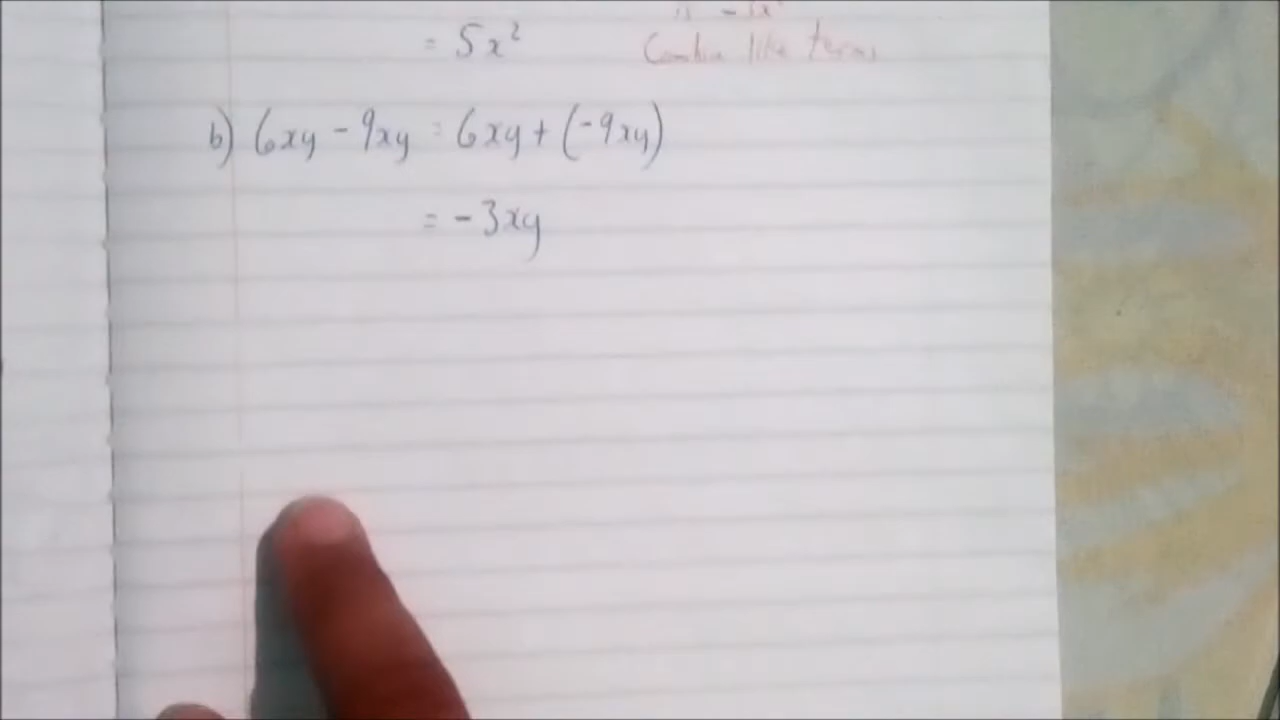 = 5x²
Combine like terms
b) 6xy - 9xy = 6xy + (-9xy)
= -3xy